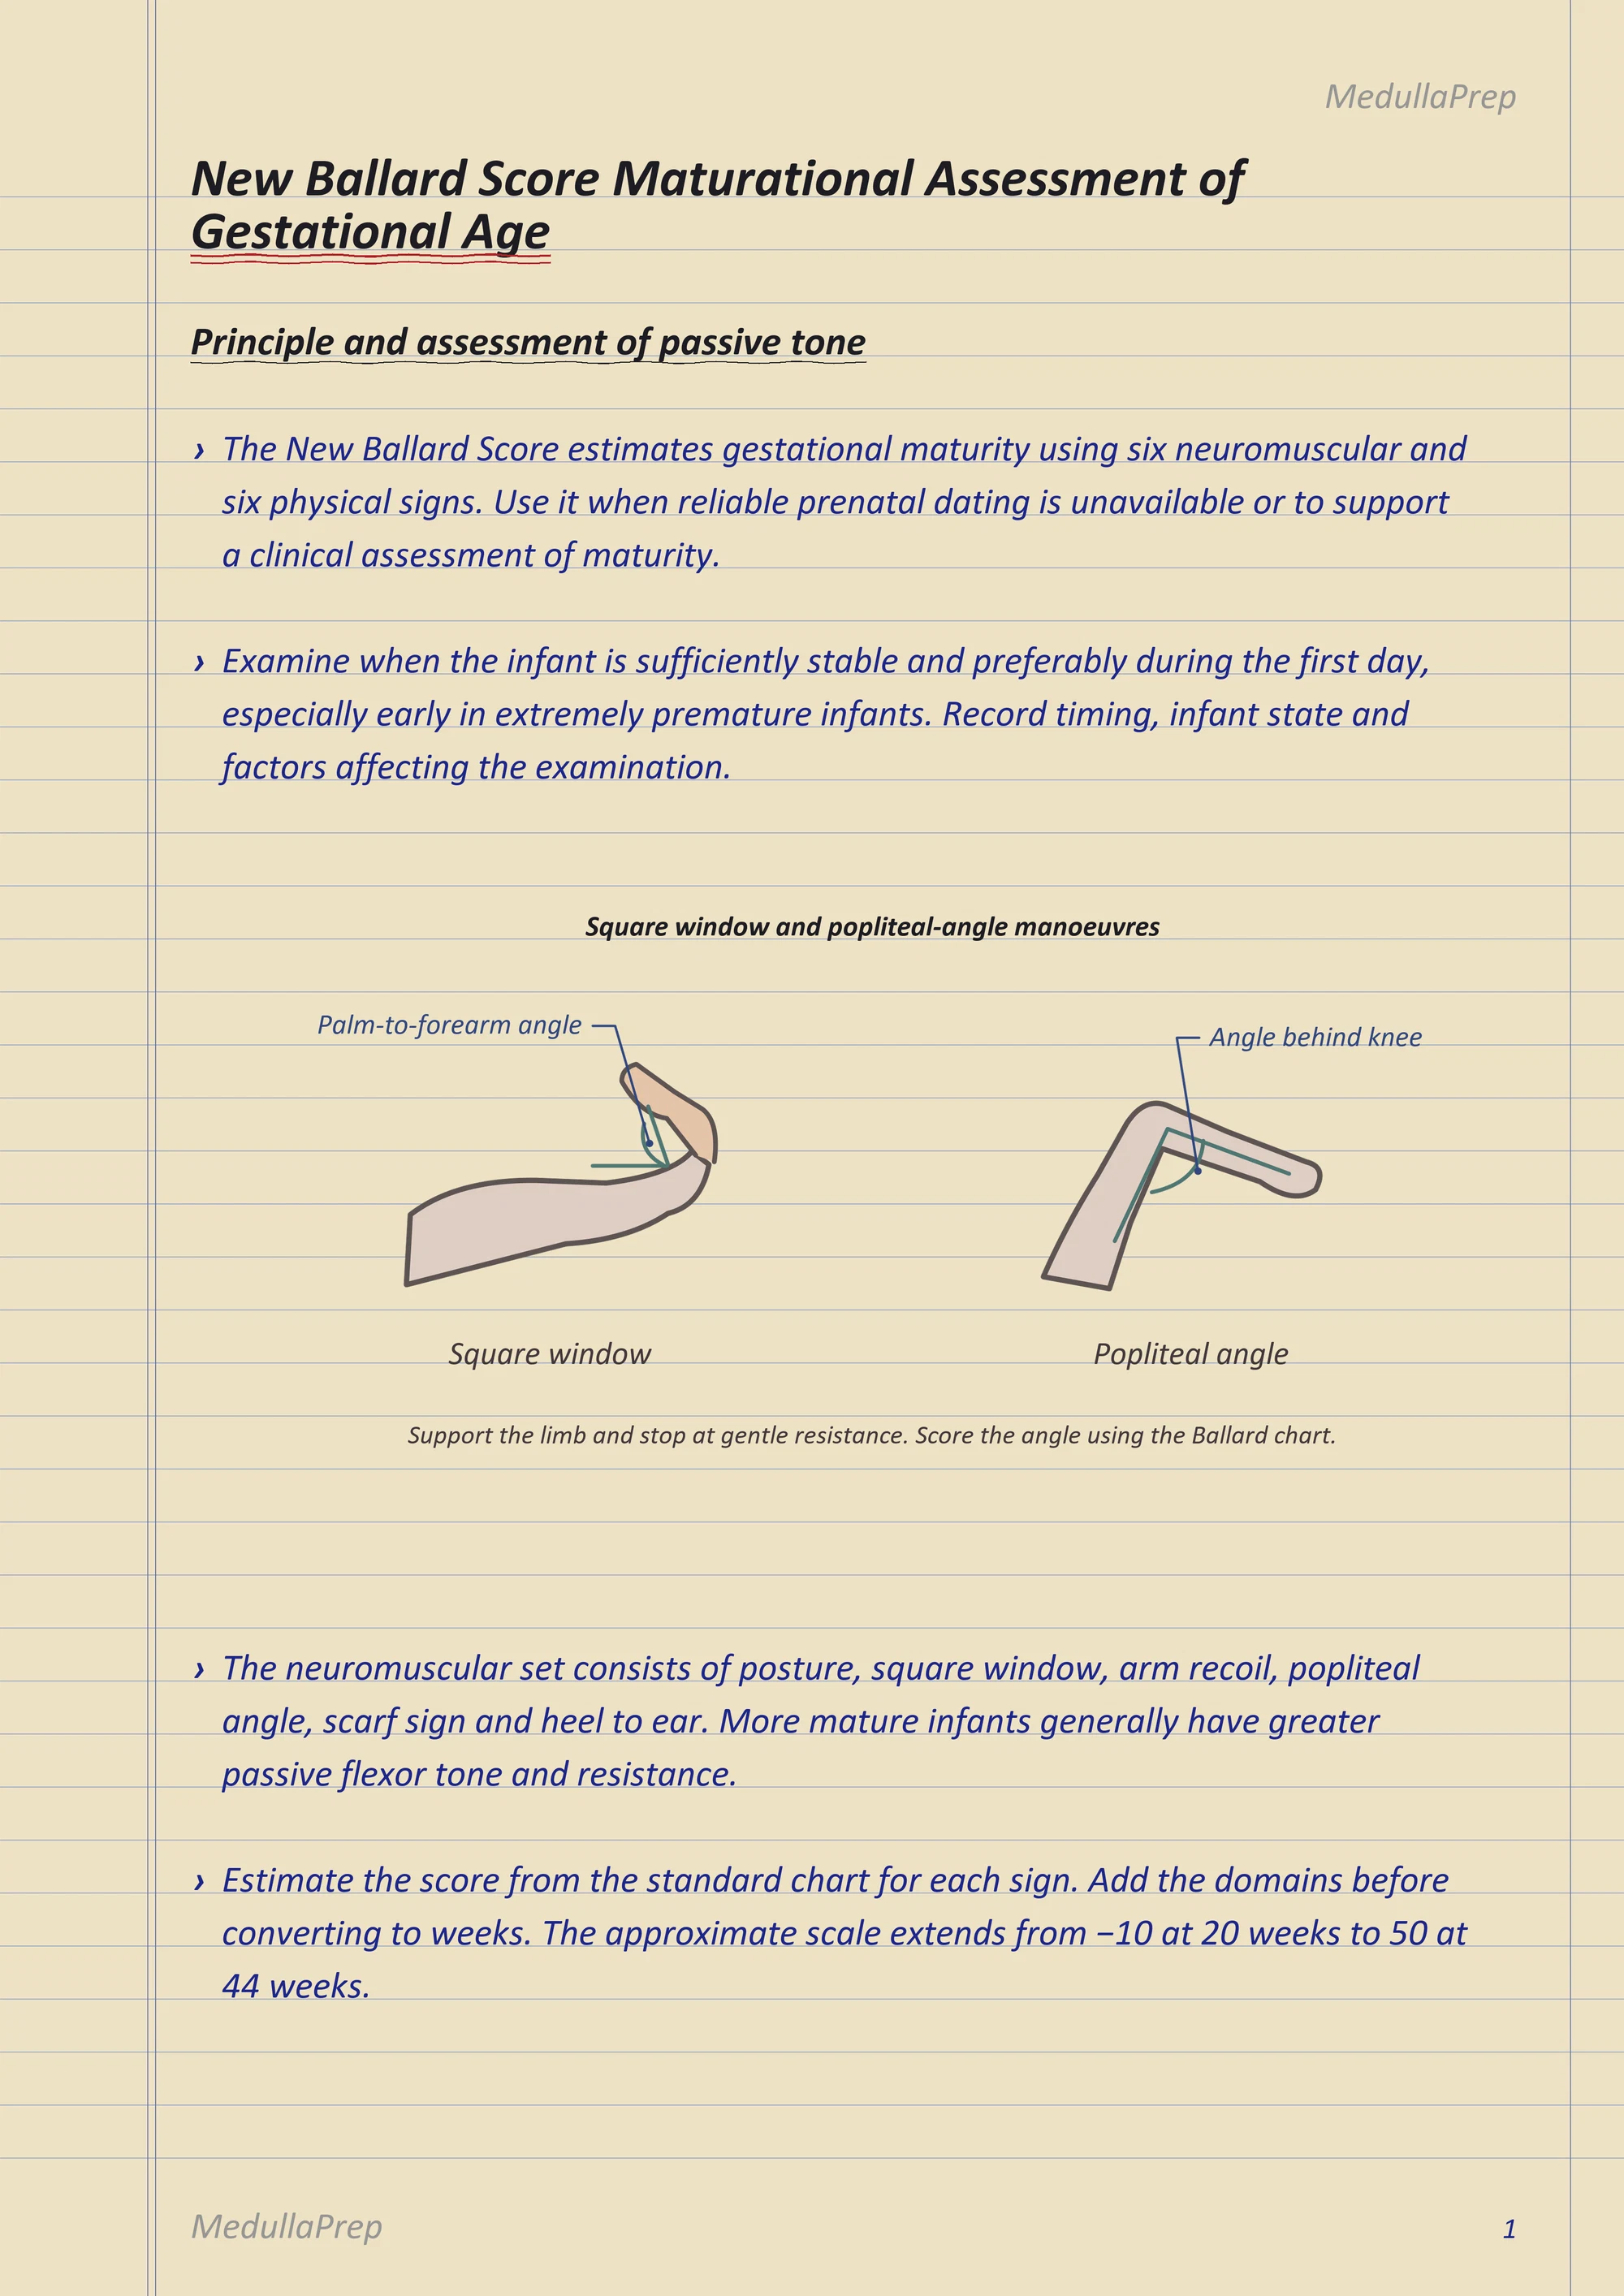 MedullaPrep
New Ballard Score Maturational Assessment of
Gestational Age
Principle and assessment of passive tone
› The New Ballard Score estimates gestational maturity using six neuromuscular and
six physical signs. Use it when reliable prenatal dating is unavailable or to support
a clinical assessment of maturity.
› Examine when the infant is sufficiently stable and preferably during the first day,
especially early in extremely premature infants. Record timing, infant state and
factors affecting the examination.
Square window and popliteal-angle manoeuvres
Palm-to-forearm angle
Angle behind knee
Square window
Popliteal angle
Support the limb and stop at gentle resistance. Score the angle using the Ballard chart.
› The neuromuscular set consists of posture, square window, arm recoil, popliteal
angle, scarf sign and heel to ear. More mature infants generally have greater
passive flexor tone and resistance.
› Estimate the score from the standard chart for each sign. Add the domains before
converting to weeks. The approximate scale extends from −10 at 20 weeks to 50 at
44 weeks.
MedullaPrep
1